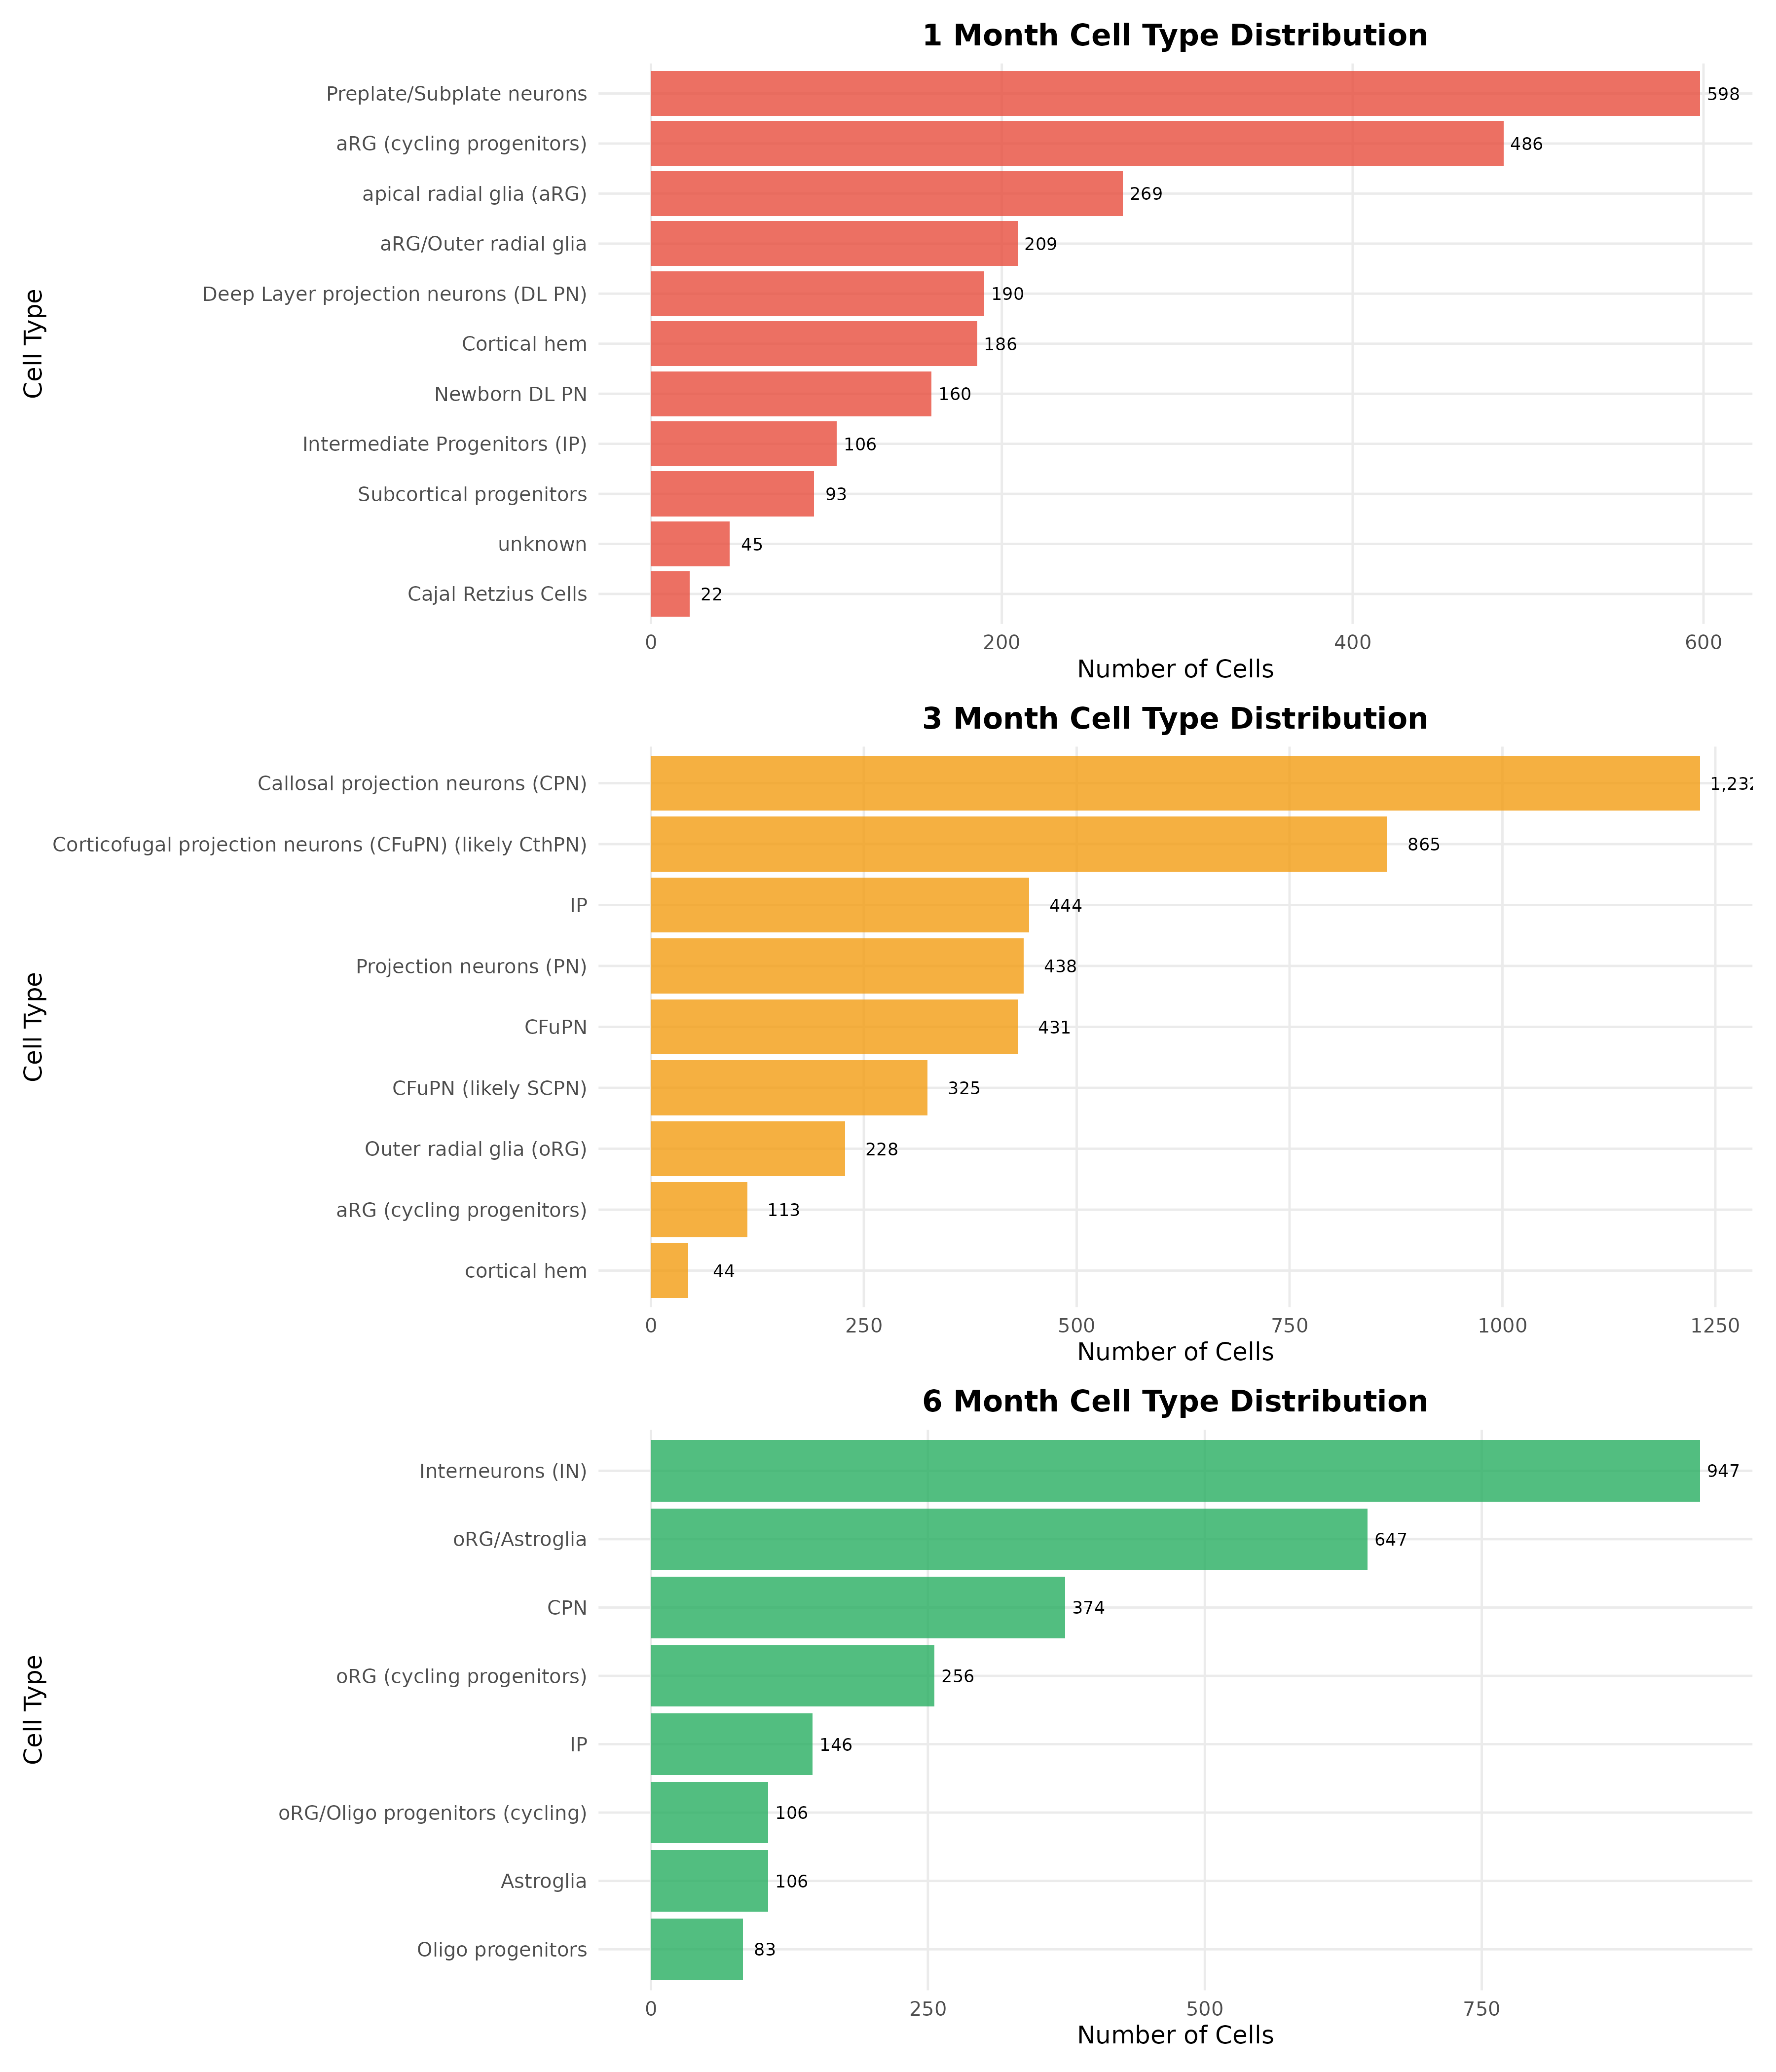 1 Month Cell Type Distribution
Cell Type
Preplate/Subplate neurons 598
aRG (cycling progenitors) 486
apical radial glia (aRG) 269
aRG/Outer radial glia 209
Deep Layer projection neurons (DL PN) 190
Cortical hem 186
Newborn DL PN 160
Intermediate Progenitors (IP) 106
Subcortical progenitors 93
unknown 45
Cajal Retzius Cells 22
0 200 400 600
Number of Cells
3 Month Cell Type Distribution
Cell Type
Callosal projection neurons (CPN) 1,232
Corticofugal projection neurons (CFuPN) (likely CthPN) 865
IP 444
Projection neurons (PN) 438
CFuPN 431
CFuPN (likely SCPN) 325
Outer radial glia (oRG) 228
aRG (cycling progenitors) 113
cortical hem 44
0 250 500 750 1000 1250
Number of Cells
6 Month Cell Type Distribution
Cell Type
Interneurons (IN) 947
oRG/Astroglia 647
CPN 374
oRG (cycling progenitors) 256
IP 146
oRG/Oligo progenitors (cycling) 106
Astroglia 106
Oligo progenitors 83
0 250 500 750
Number of Cells